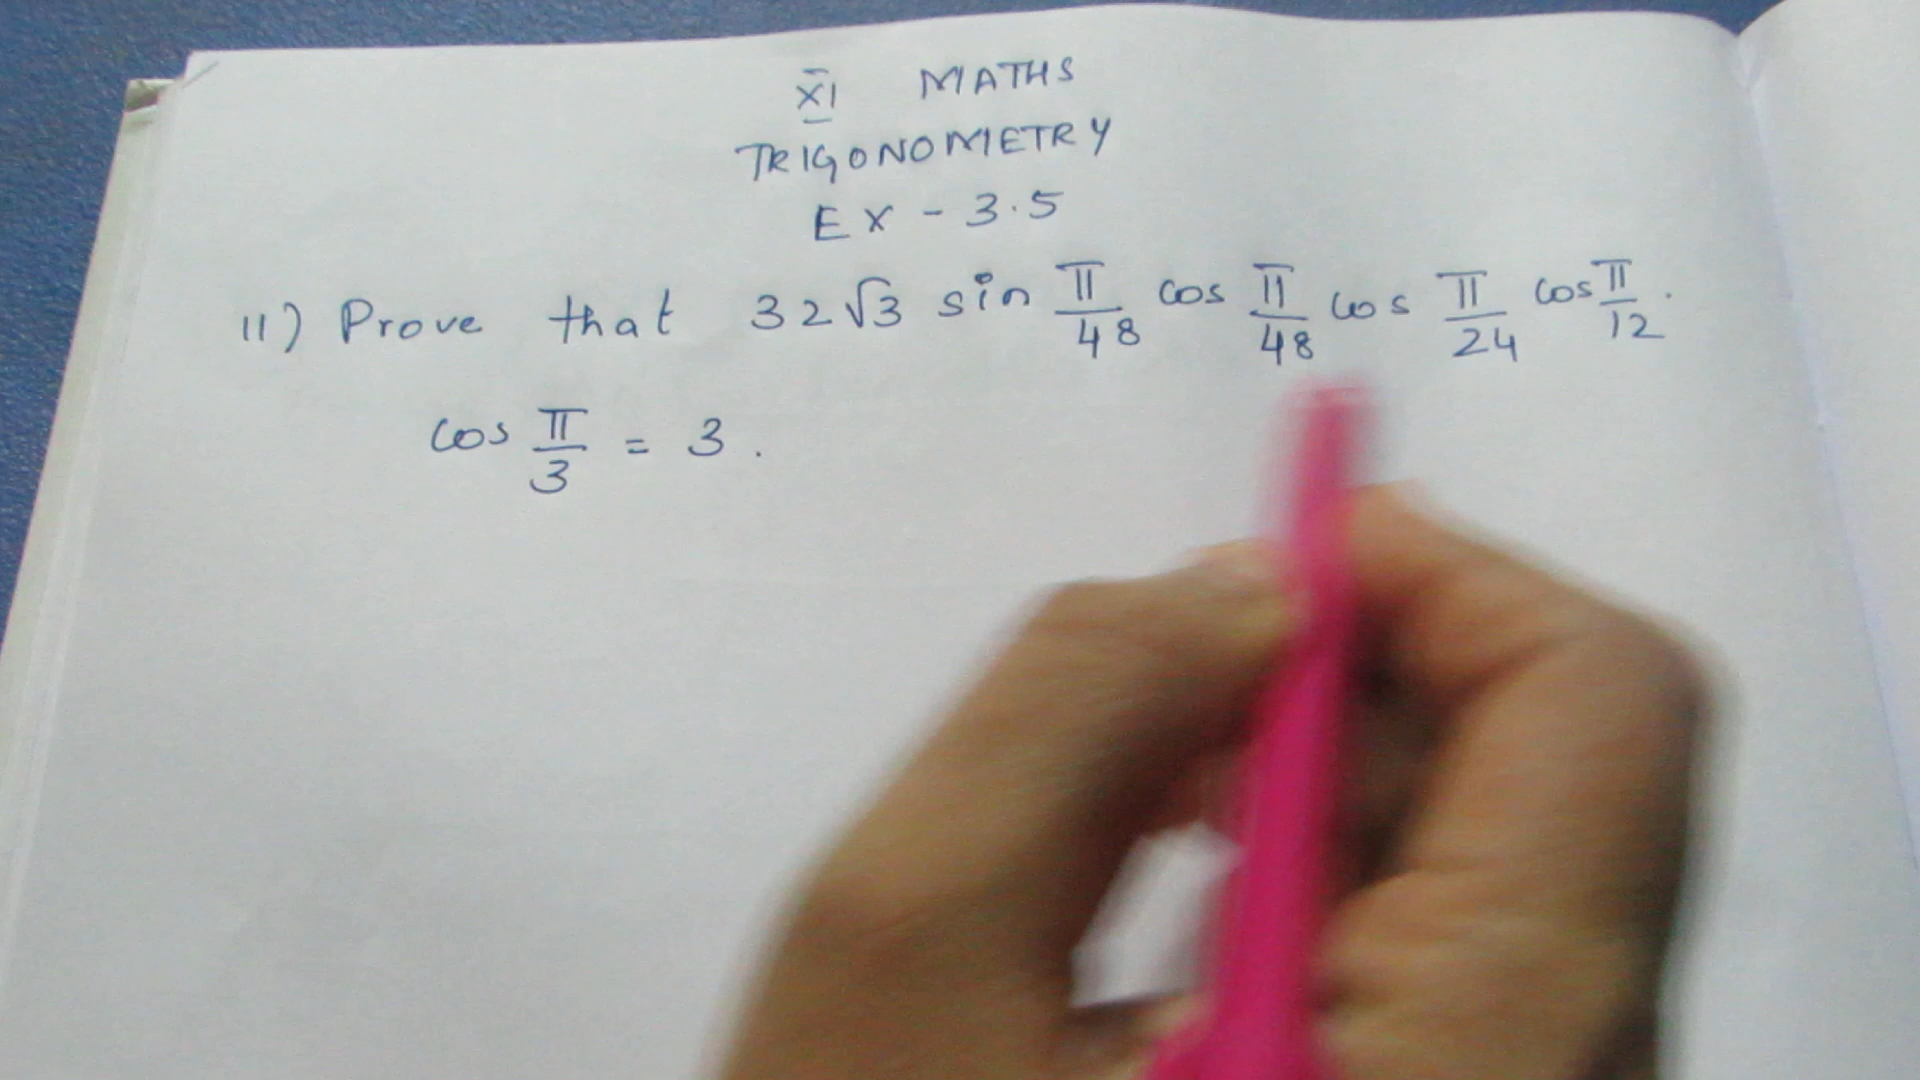 XI MATHS
TRIGONOMETRY
EX - 3.5
11) Prove that 32√3 sin π/48 cos π/48 cos π/24 cos π/12 .
cos π/3 = 3 .